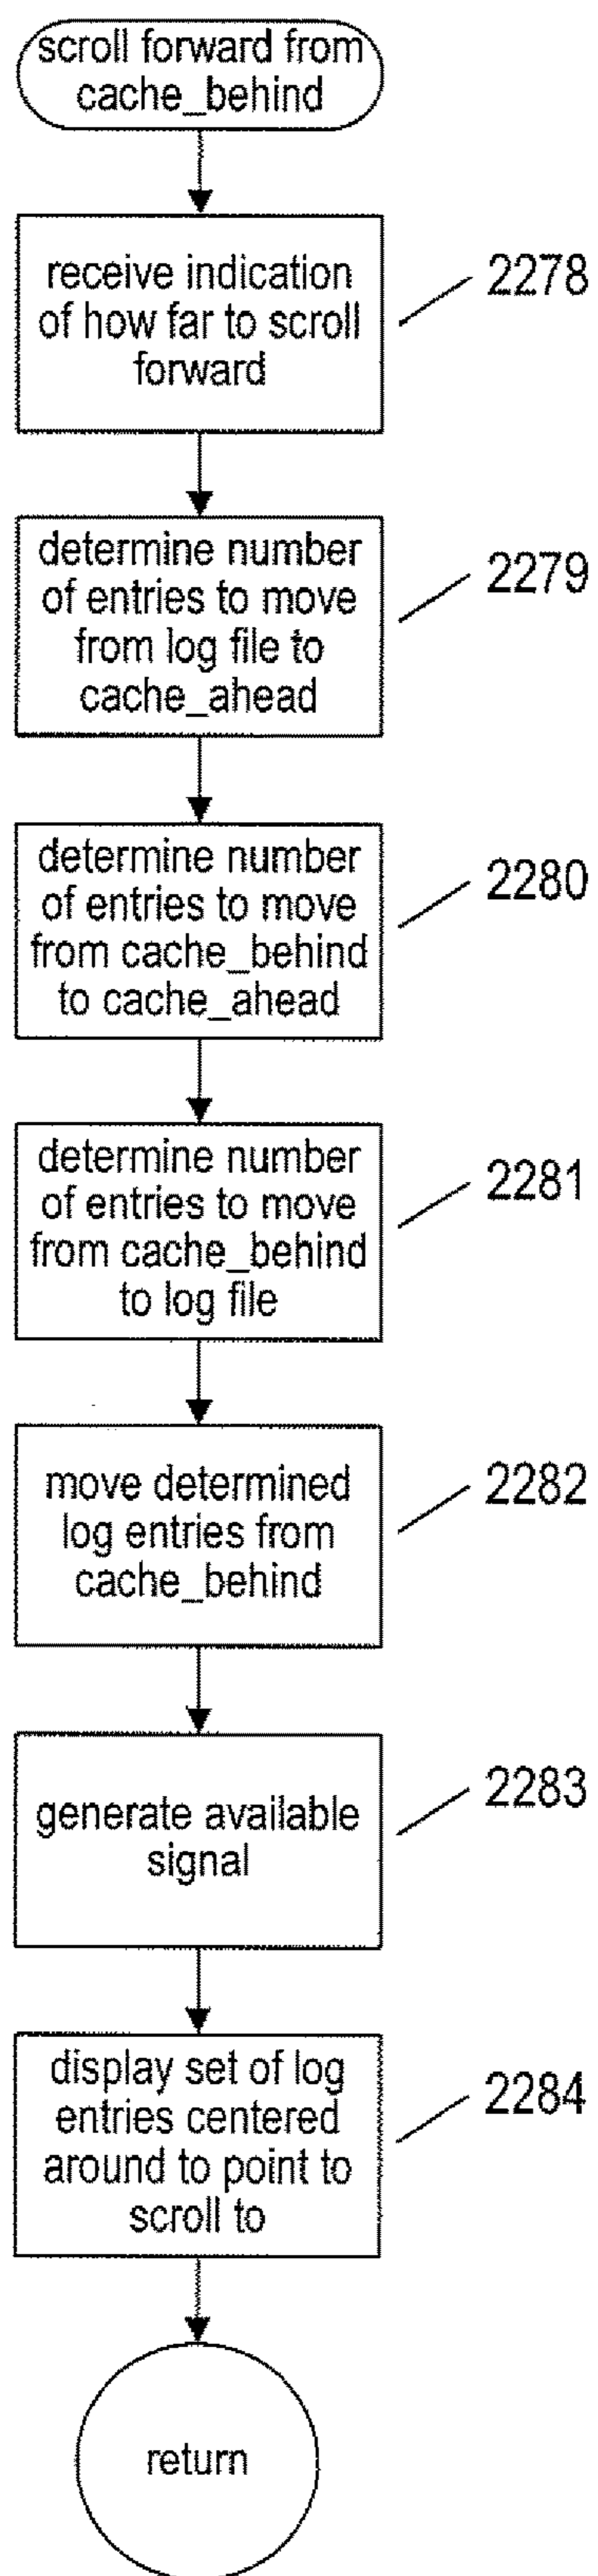 scroll forward from
cache_behind
receive indication
of how far to scroll
forward
2278
determine number
of entries to move
from log file to
cache_ahead
2279
determine number
of entries to move
from cache_behind
to cache_ahead
2280
determine number
of entries to move
from cache_behind
to log file
2281
move determined
log entries from
cache_behind
2282
generate available
signal
2283
display set of log
entries centered
around to point to
scroll to
2284
return